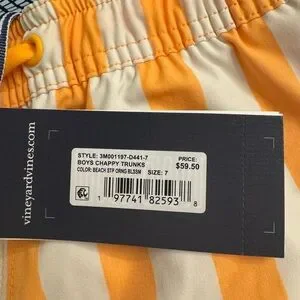 vineyardvines.com
STYLE: 3M001197-D441-7
BOYS CHAPPY TRUNKS
COLOR: BEACH STP ORNG BLSSM SIZE: 7
PRICE:
$59.50
1 97741 82593 8